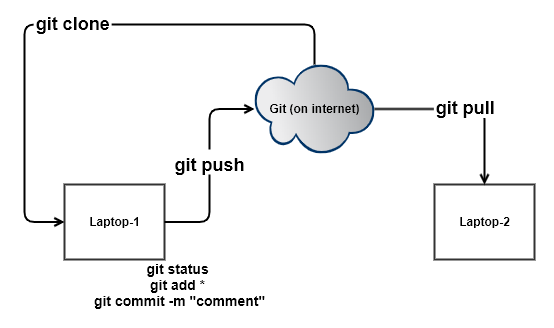 git clone
Git (on internet)
git pull
git push
Laptop-1
Laptop-2
git status
git add *
git commit -m "comment"